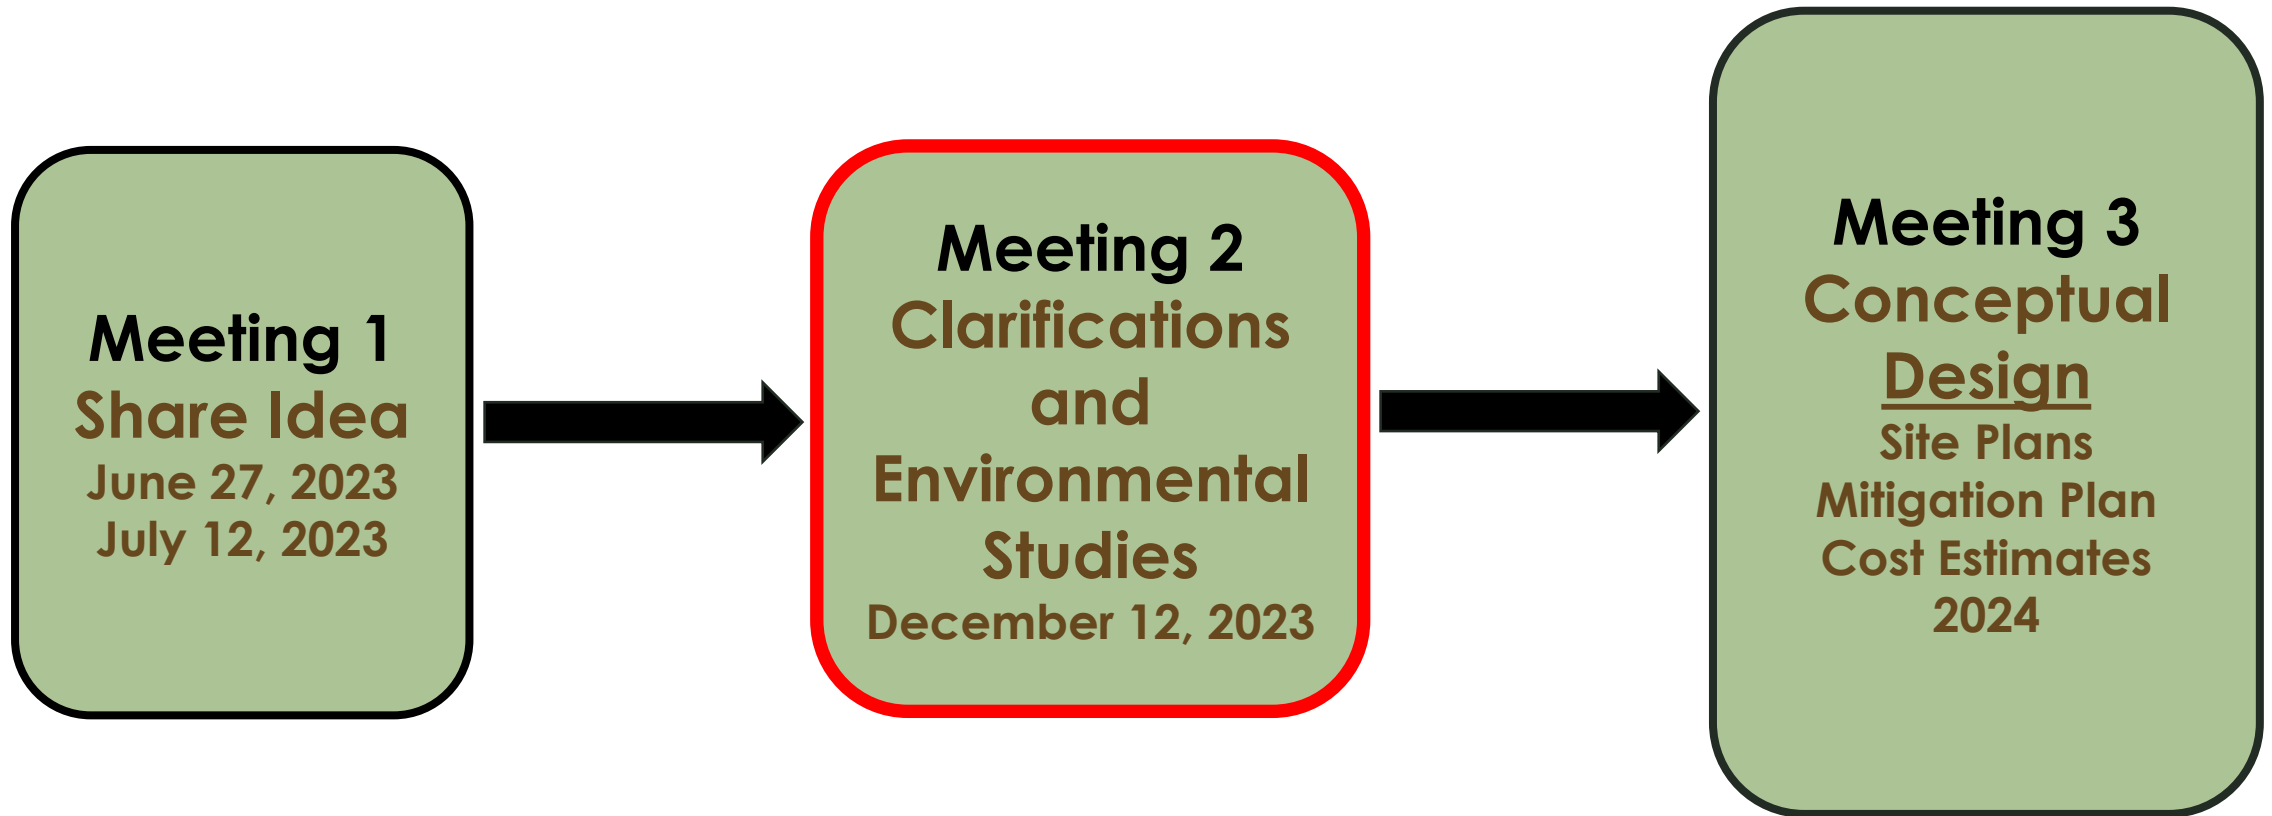 Meeting 1
Share Idea
June 27, 2023
July 12, 2023
Meeting 2
Clarifications
and
Environmental
Studies
December 12, 2023
Meeting 3
Conceptual
Design
Site Plans
Mitigation Plan
Cost Estimates
2024